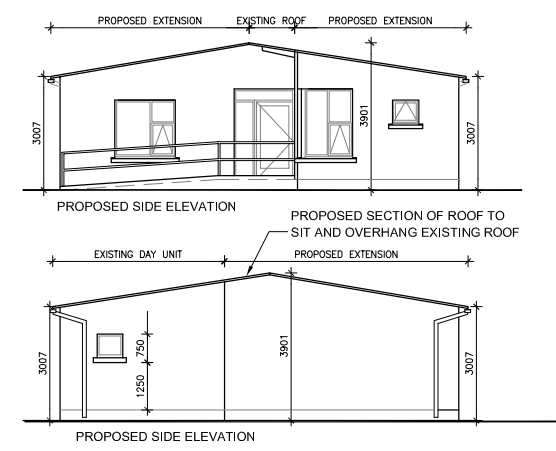 PROPOSED EXTENSION EXISTING ROOF PROPOSED EXTENSION
3007
3901
3007
PROPOSED SIDE ELEVATION
PROPOSED SECTION OF ROOF TO
SIT AND OVERHANG EXISTING ROOF
EXISTING DAY UNIT PROPOSED EXTENSION
3007
750
1250
3901
3007
PROPOSED SIDE ELEVATION